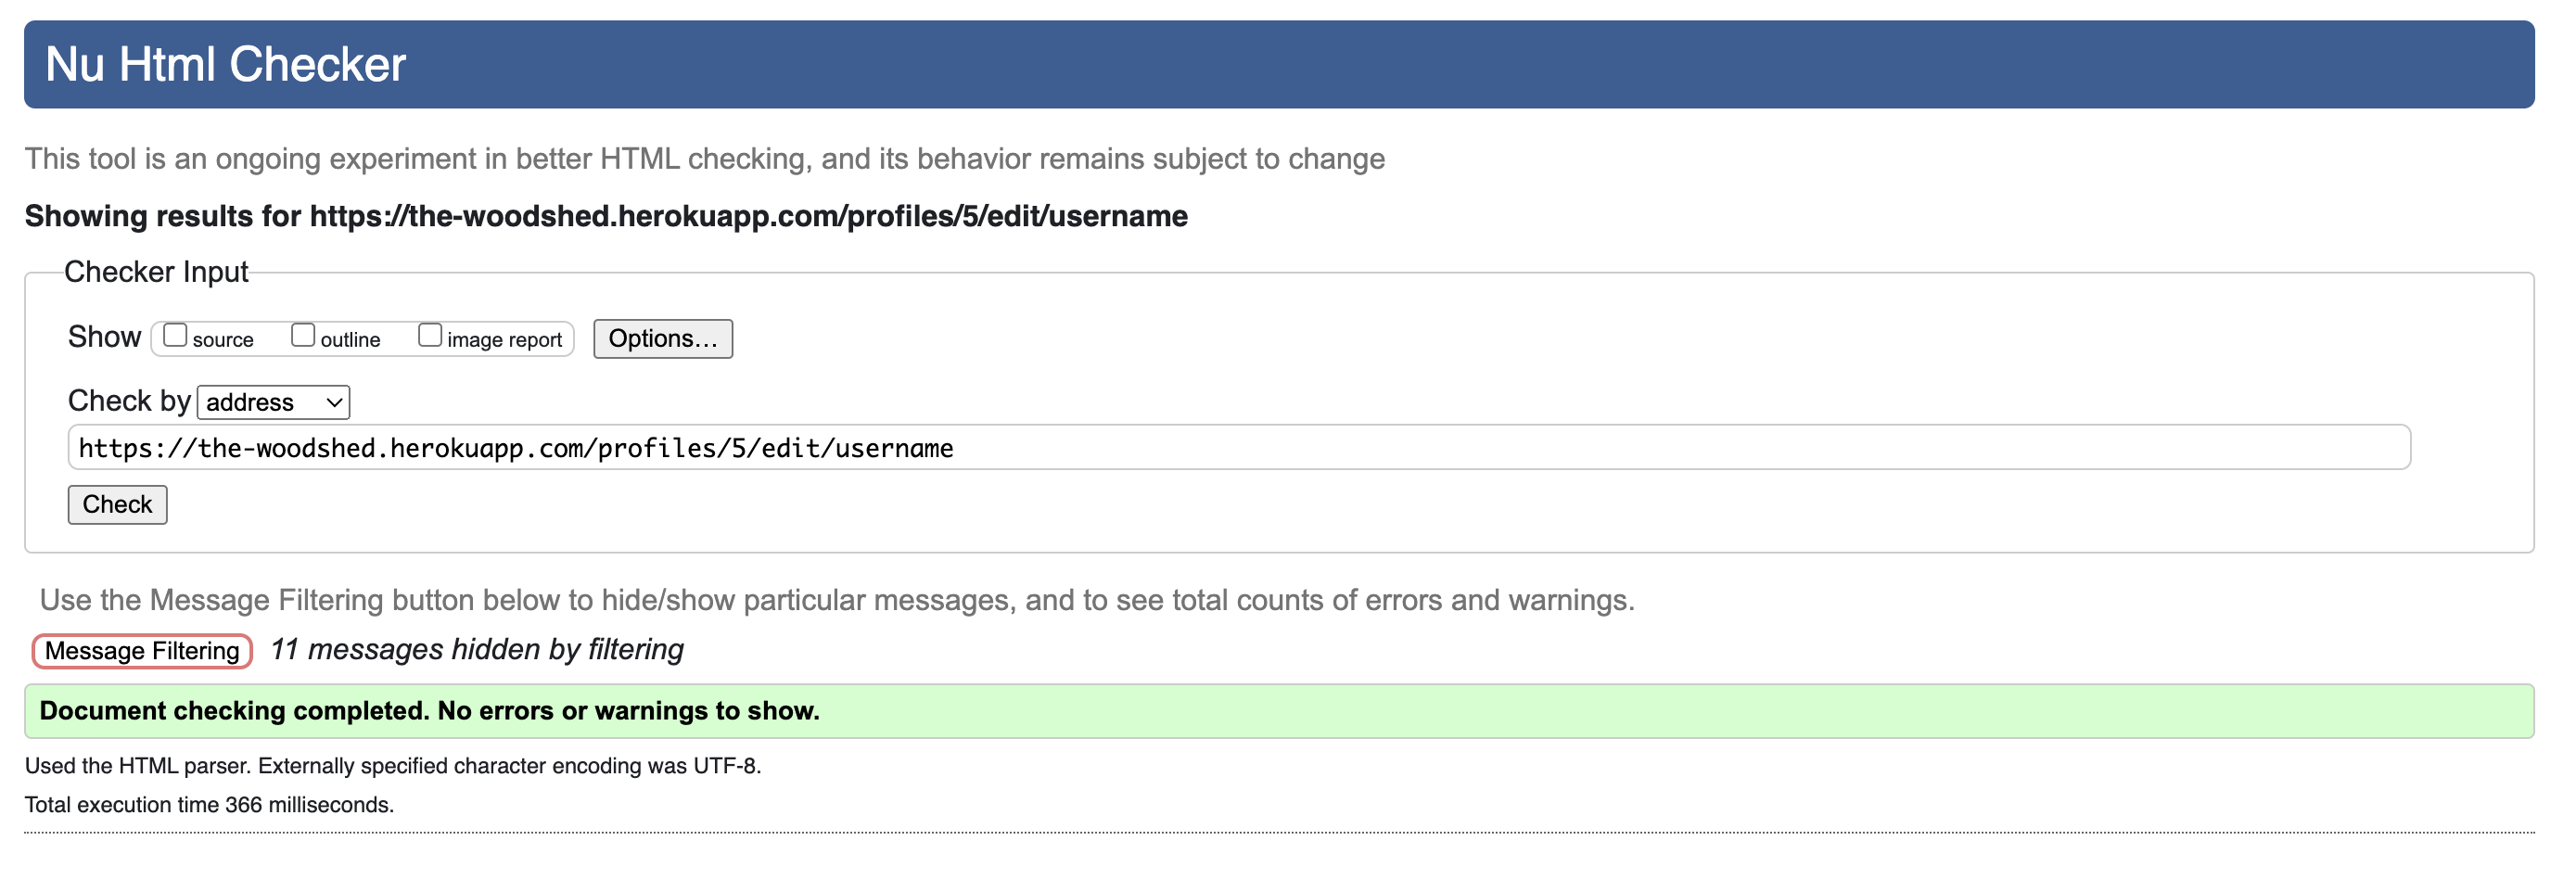 Nu Html Checker
This tool is an ongoing experiment in better HTML checking, and its behavior remains subject to change
Showing results for https://the-woodshed.herokuapp.com/profiles/5/edit/username
Checker Input
Show source outline image report Options...
Check by address
https://the-woodshed.herokuapp.com/profiles/5/edit/username
Check
Use the Message Filtering button below to hide/show particular messages, and to see total counts of errors and warnings.
Message Filtering 11 messages hidden by filtering
Document checking completed. No errors or warnings to show.
Used the HTML parser. Externally specified character encoding was UTF-8.
Total execution time 366 milliseconds.